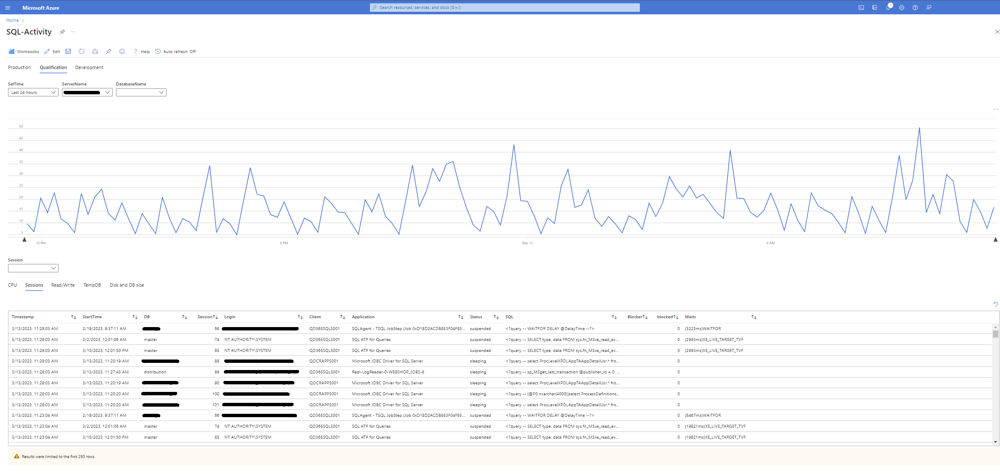 Microsoft Azure
Search resources, services, and docs (G+/)
1
Home
SQL-Activity
Workbooks Edit Help Auto refresh: Off
Production Qualification Development
SelTime ServerName DatabaseName
Last 24 hours
50
45
40
35
30
25
20
15
10
5
12 PM 6 PM Mar 13 6 AM
Session
CPU Sessions Read/Write TempDB Disk and DB size
Timestamp StartTime DB Session Login Client Application Status SQL Blocker blocked Waits
3/13/2023, 11:28:03 AM 2/19/2023, 9:37:11 AM 66 QD365SQLS001 SQLAgent - TSQL JobStep (Job 0xD18D2ACDB853F04F93... suspended <?query -- WAITFOR DELAY @DelayTime --?> 0 (3223ms)WAITFOR
3/13/2023, 11:28:03 AM 3/2/2023, 12:01:06 AM master 74 NT AUTHORITY\SYSTEM QD365SQLS001 SQL ATP for Queries suspended <?query -- SELECT type, data FROM sys.fn_MSxe_read_ev... 0 (2993ms)XE_LIVE_TARGET_TVF
3/13/2023, 11:28:03 AM 3/10/2023, 12:01:50 PM master 85 NT AUTHORITY\SYSTEM QD365SQLS001 SQL ATP for Queries suspended <?query -- SELECT type, data FROM sys.fn_MSxe_read_ev... 0 (2993ms)XE_LIVE_TARGET_TVF
3/13/2023, 11:28:03 AM 3/13/2023, 11:20:19 AM 88 QOCRAPPS001 Microsoft JDBC Driver for SQL Server sleeping <?query -- select ProcLevelXPDLAppTAAppDetailUsr.* fro... 0
3/13/2023, 11:28:03 AM 3/13/2023, 11:27:43 AM distribution 89 QD365SQLS001 Repl-LogReader-0-WEBSHOP_JOBS-8 sleeping <?query -- sp_MSget_last_transaction @publisher_id = 0, ... 0
3/13/2023, 11:28:03 AM 3/13/2023, 11:20:19 AM 90 QOCRAPPS001 Microsoft JDBC Driver for SQL Server sleeping <?query -- select ProcLevelXPDLAppTAAppDetailUsr.* fro... 0
3/13/2023, 11:28:03 AM 3/13/2023, 11:20:20 AM 100 QOCRAPPS001 Microsoft JDBC Driver for SQL Server sleeping <?query -- (@P0 nvarchar(4000))select ProcessDefinitions... 0
3/13/2023, 11:28:03 AM 3/13/2023, 11:20:20 AM 101 QOCRAPPS001 Microsoft JDBC Driver for SQL Server sleeping <?query -- select ProcLevelXPDLAppTAAppDetailUsr.* fro... 0
3/13/2023, 11:23:04 AM 2/19/2023, 9:37:11 AM 66 QD365SQLS001 SQLAgent - TSQL JobStep (Job 0xD18D2ACDB853F04F93... suspended <?query -- WAITFOR DELAY @DelayTime --?> 0 (5467ms)WAITFOR
3/13/2023, 11:23:04 AM 3/2/2023, 12:01:06 AM master 74 NT AUTHORITY\SYSTEM QD365SQLS001 SQL ATP for Queries suspended <?query -- SELECT type, data FROM sys.fn_MSxe_read_ev... 0 (19821ms)XE_LIVE_TARGET_TVF
3/13/2023, 11:23:04 AM 3/10/2023, 12:01:50 PM master 85 NT AUTHORITY\SYSTEM QD365SQLS001 SQL ATP for Queries suspended <?query -- SELECT type, data FROM sys.fn_MSxe_read_ev... 0 (19821ms)XE_LIVE_TARGET_TVF
Results were limited to the first 250 rows.